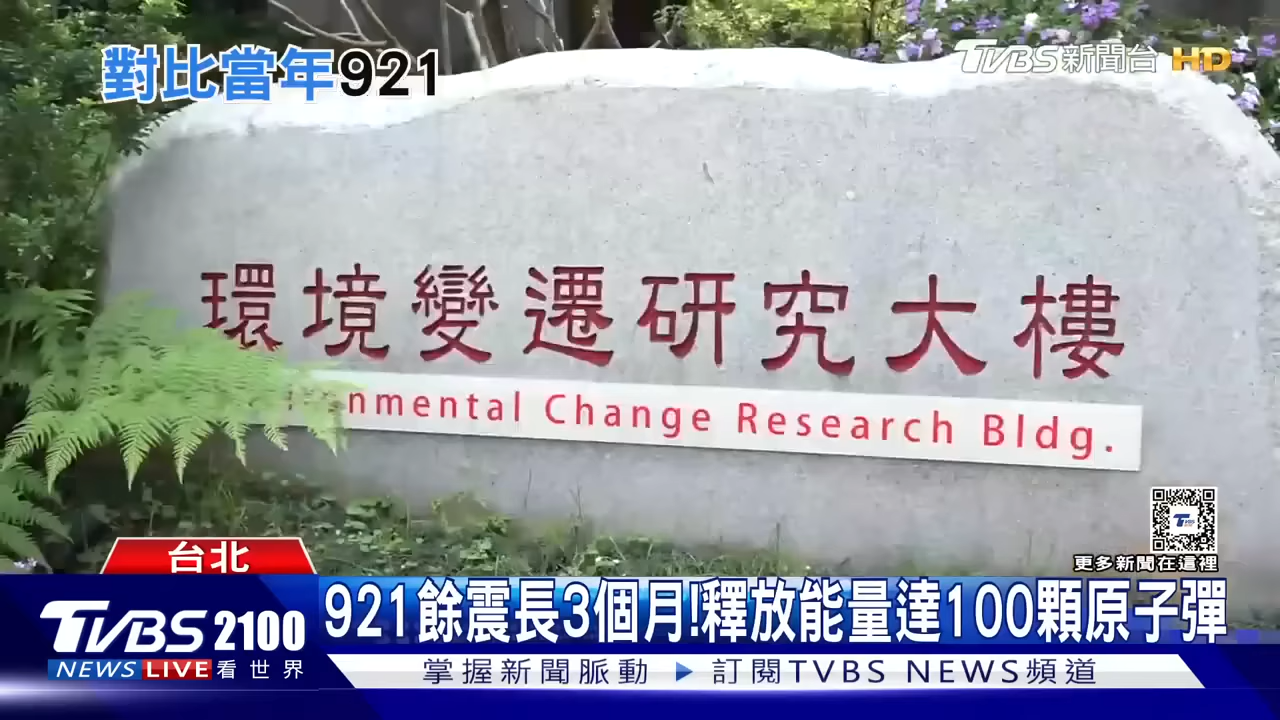 對比當年921
TVBS新聞台 HD
環境變遷研究大樓
nmental Change Research Bldg.
TVBS
更多新聞在這裡
台北
TVBS 2100
NEWS LIVE 看世界
921餘震長3個月!釋放能量達100顆原子彈
掌握新聞脈動 訂閱TVBS NEWS頻道